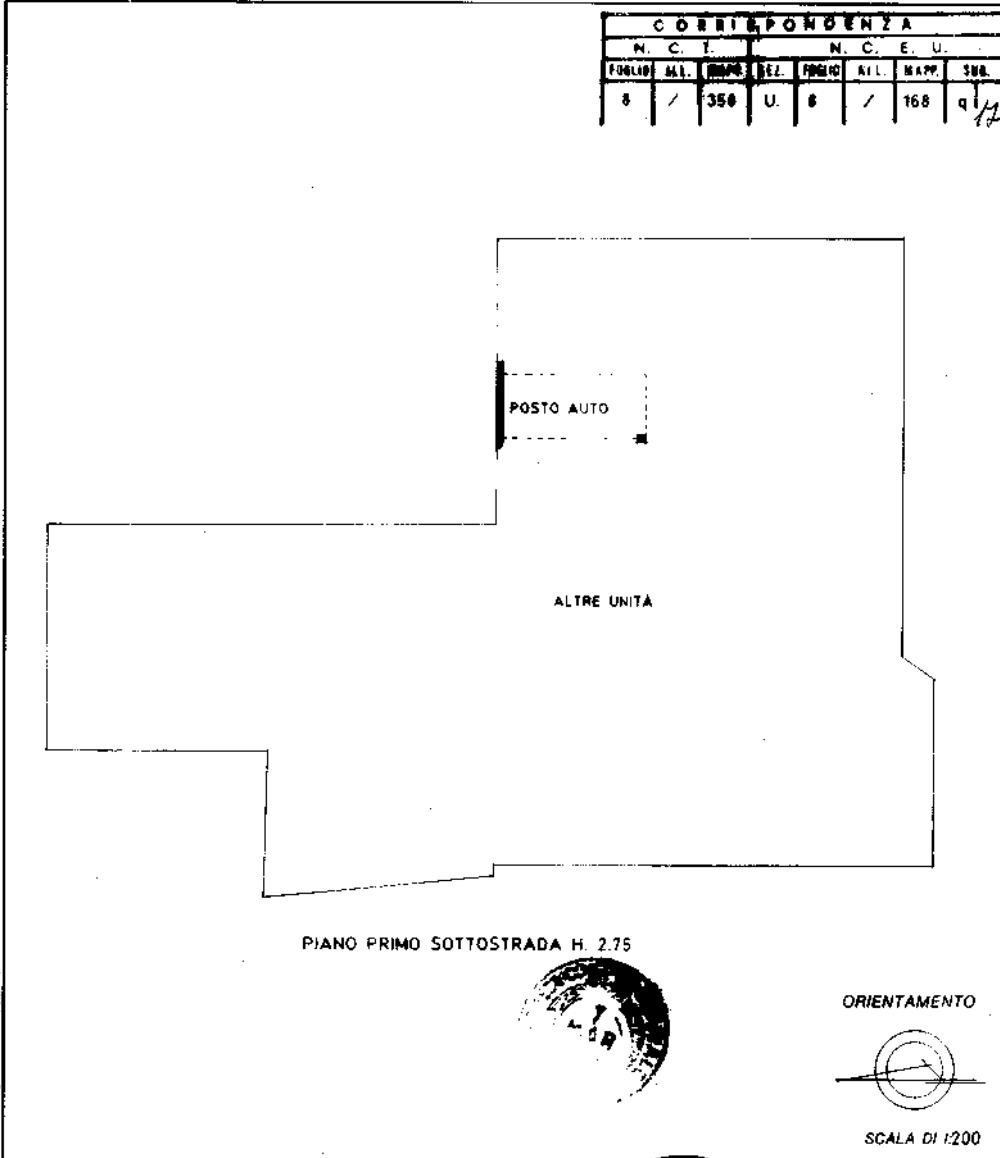 CORRISPONDENZA
N. C. T. N. C. E. U.
FOGLIO ALL. MAPP. SEZ. FOGLIO ALL. MAPP. SUB.
8 / 358 U. 8 / 168
POSTO AUTO
ALTRE UNITÀ
PIANO PRIMO SOTTOSTRADA H. 2.75
ORIENTAMENTO
SCALA DI 1:200